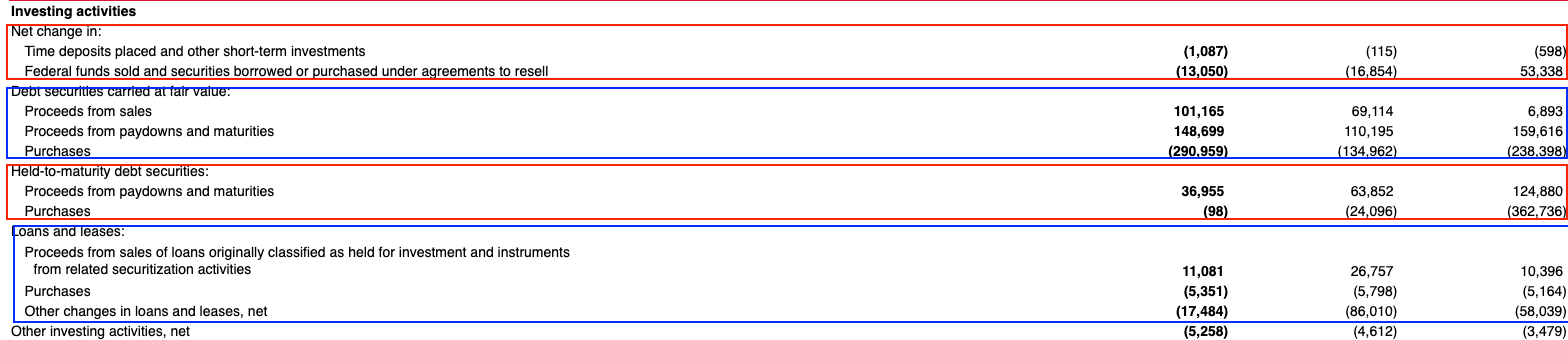 Investing activities
Net change in:
Time deposits placed and other short-term investments (1,087) (115) (598)
Federal funds sold and securities borrowed or purchased under agreements to resell (13,050) (16,854) 53,338
Debt securities carried at fair value:
Proceeds from sales 101,165 69,114 6,893
Proceeds from paydowns and maturities 148,699 110,195 159,616
Purchases (290,959) (134,962) (238,398)
Held-to-maturity debt securities:
Proceeds from paydowns and maturities 36,955 63,852 124,880
Purchases (98) (24,096) (362,736)
Loans and leases:
Proceeds from sales of loans originally classified as held for investment and instruments
from related securitization activities 11,081 26,757 10,396
Purchases (5,351) (5,798) (5,164)
Other changes in loans and leases, net (17,484) (86,010) (58,039)
Other investing activities, net (5,258) (4,612) (3,479)